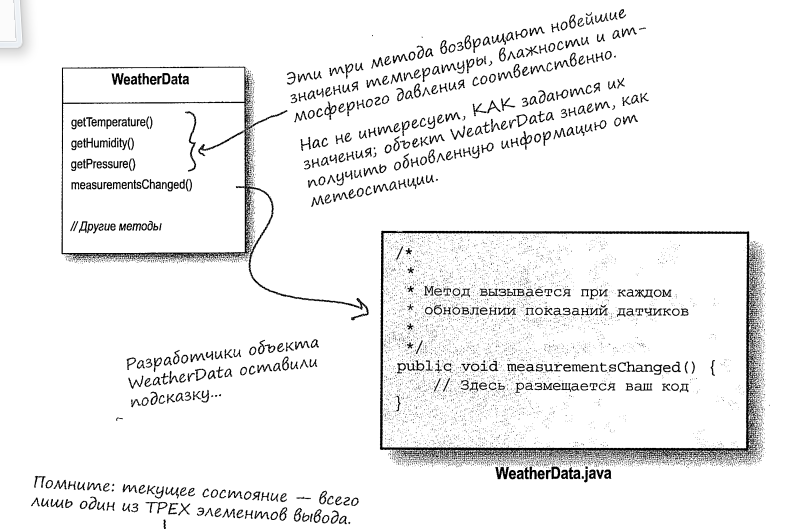 WeatherData
getTemperature()
getHumidity()
getPressure()
measurementsChanged()
// Другие методы
Эти три метода возвращают новейшие
значения температуры, влажности и ат-
мосферного давления соответственно.
Нас не интересует, КАК задаются их
значения; объект WeatherData знает, как
получить обновленную информацию от
метеостанции.
/*
*
* Метод вызывается при каждом
* обновлении показаний датчиков
*
*/
public void measurementsChanged() {
// Здесь размещается ваш код
}
WeatherData.java
Разработчики объекта
WeatherData оставили
подсказку...
Помните: текущее состояние — всего
лишь один из ТРЕХ элементов вывода.